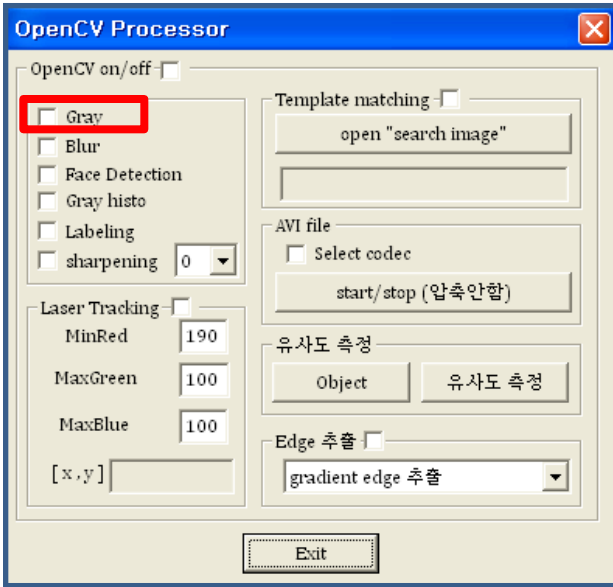 OpenCV Processor
OpenCV on/off
Gray
Blur
Face Detection
Gray histo
Labeling
sharpening 0
Laser Tracking
MinRed 190
MaxGreen 100
MaxBlue 100
[x,y]
Template matching
open "search image"
AVI file
Select codec
start/stop (압축안함)
유사도 측정
Object 유사도 측정
Edge 추출
gradient edge 추출
Exit